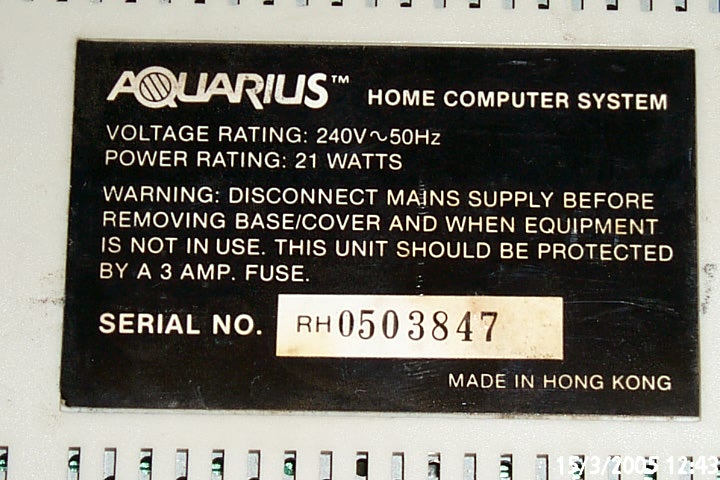 AQUARIUS™ HOME COMPUTER SYSTEM
VOLTAGE RATING: 240V~50Hz
POWER RATING: 21 WATTS
WARNING: DISCONNECT MAINS SUPPLY BEFORE
REMOVING BASE/COVER AND WHEN EQUIPMENT
IS NOT IN USE. THIS UNIT SHOULD BE PROTECTED
BY A 3 AMP. FUSE.
SERIAL NO. RH0503847
MADE IN HONG KONG
15/3/2005 12:43